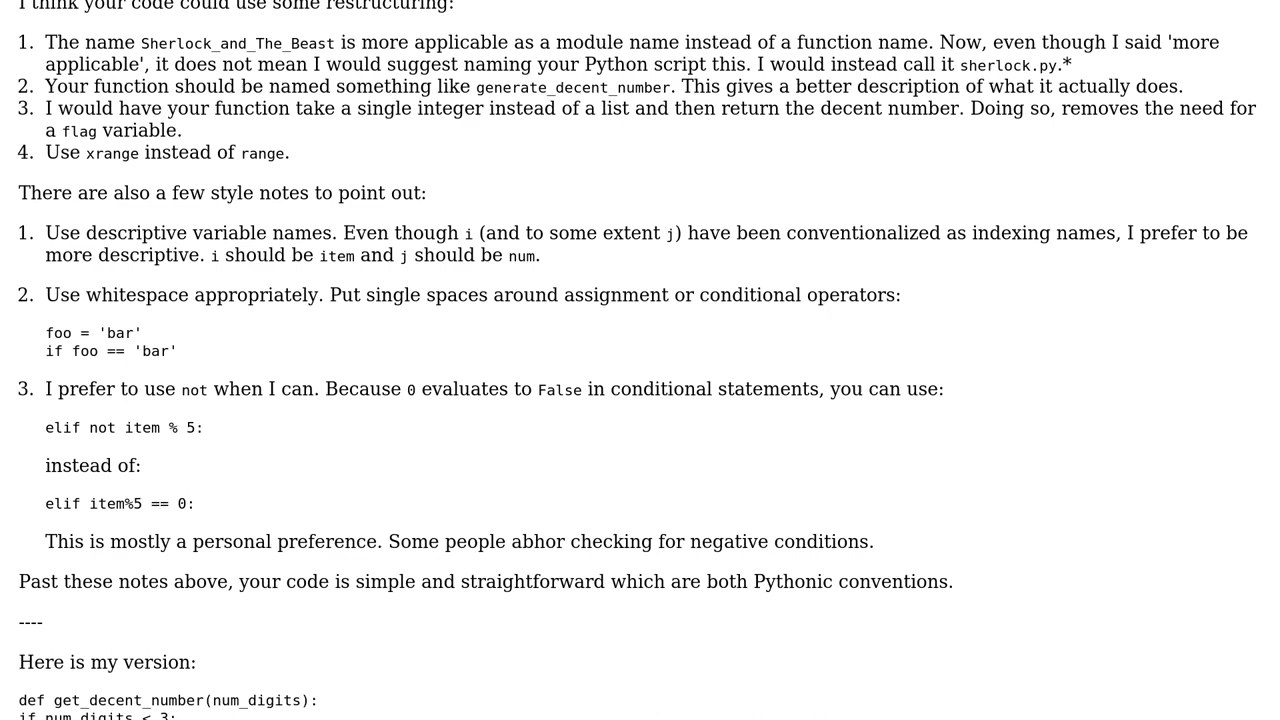 I think your code could use some restructuring:
1. The name Sherlock_and_The_Beast is more applicable as a module name instead of a function name. Now, even though I said 'more
applicable', it does not mean I would suggest naming your Python script this. I would instead call it sherlock.py.*
2. Your function should be named something like generate_decent_number. This gives a better description of what it actually does.
3. I would have your function take a single integer instead of a list and then return the decent number. Doing so, removes the need for
a flag variable.
4. Use xrange instead of range.
There are also a few style notes to point out:
1. Use descriptive variable names. Even though i (and to some extent j) have been conventionalized as indexing names, I prefer to be
more descriptive. i should be item and j should be num.
2. Use whitespace appropriately. Put single spaces around assignment or conditional operators:
foo = 'bar'
if foo == 'bar'
3. I prefer to use not when I can. Because 0 evaluates to False in conditional statements, you can use:
elif not item % 5:
instead of:
elif item%5 == 0:
This is mostly a personal preference. Some people abhor checking for negative conditions.
Past these notes above, your code is simple and straightforward which are both Pythonic conventions.
----
Here is my version:
def get_decent_number(num_digits):
if num_digits < 3: